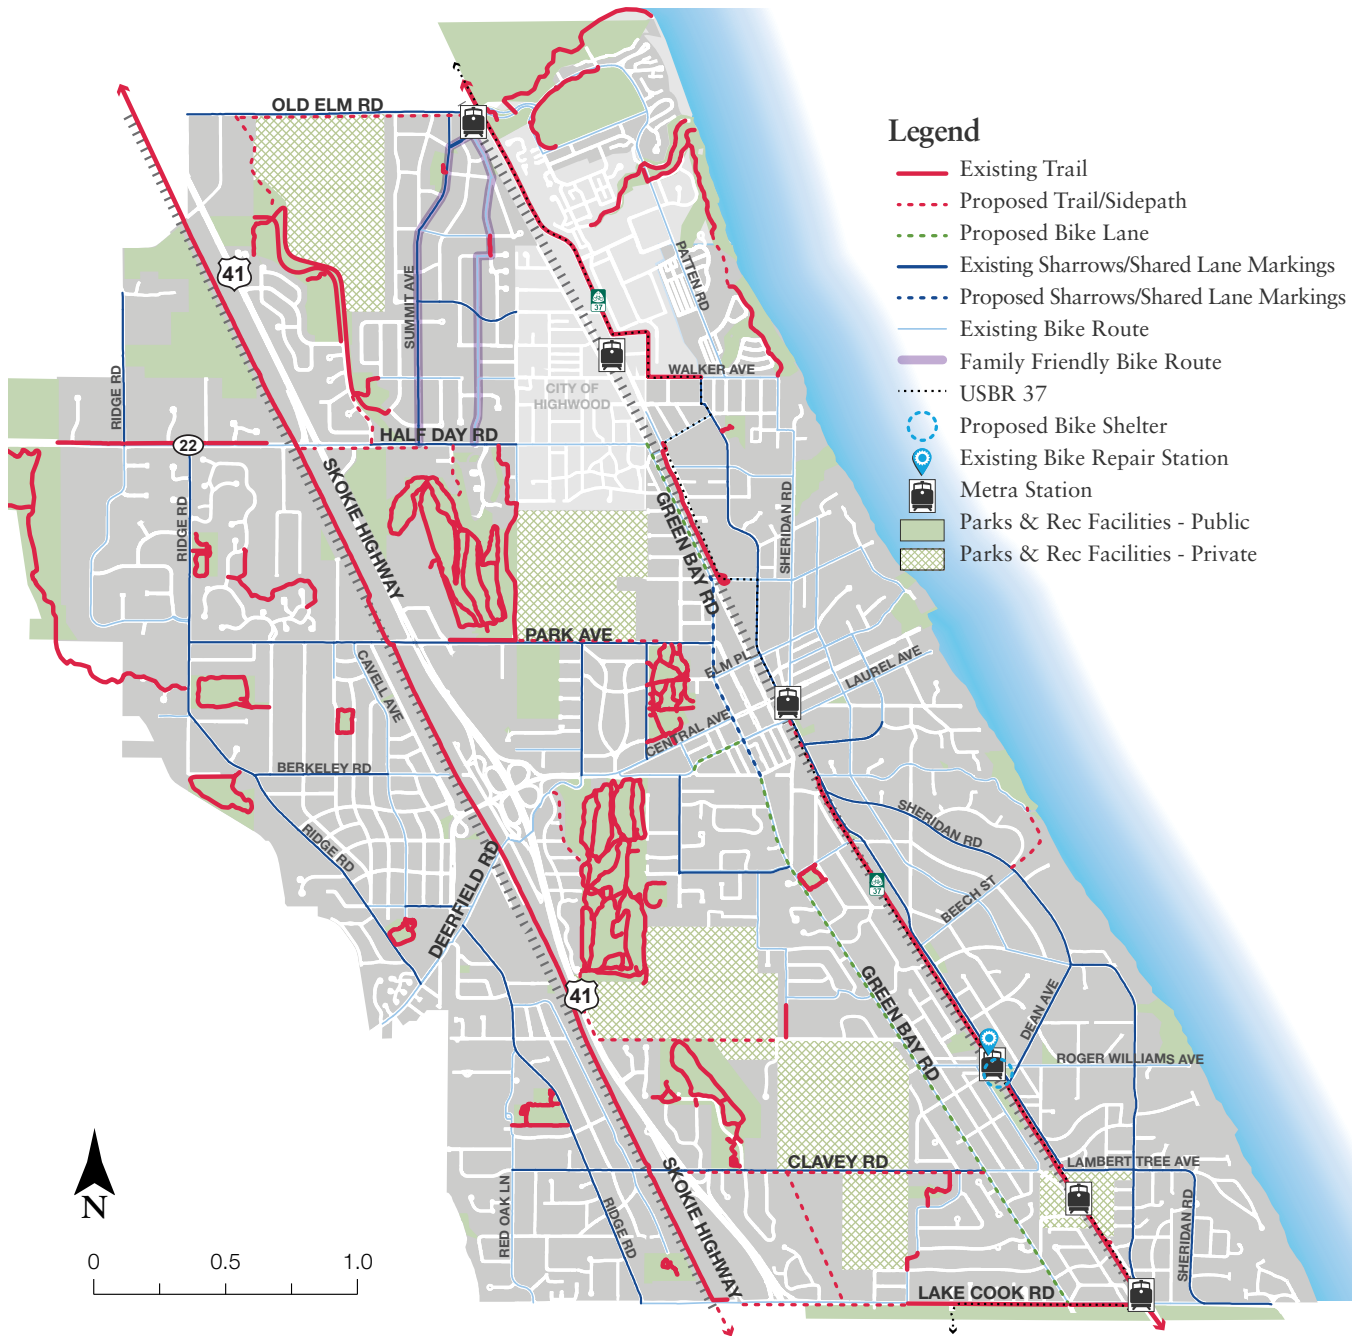 OLD ELM RD
Legend
Existing Trail
Proposed Trail/Sidepath
Proposed Bike Lane
Existing Sharrows/Shared Lane Markings
Proposed Sharrows/Shared Lane Markings
Existing Bike Route
Family Friendly Bike Route
USBR 37
Proposed Bike Shelter
Existing Bike Repair Station
Metra Station
Parks & Rec Facilities - Public
Parks & Rec Facilities - Private
41
PATTEN RD
SUMMIT AVE
37
WALKER AVE
RIDGE RD
CITY OF
HIGHWOOD
HALF DAY RD
22
SKOKIE HIGHWAY
RIDGE RD
GREEN BAY RD
SHERIDAN RD
PARK AVE
ELM PL
LAUREL AVE
CAVELL AVE
CENTRAL AVE
BERKELEY RD
SHERIDAN RD
RIDGE RD
DEERFIELD RD
37
BEECH ST
41
GREEN BAY RD
DEAN AVE
ROGER WILLIAMS AVE
CLAVEY RD
LAMBERT TREE AVE
N
RED OAK LN
RIDGE RD
SKOKIE HIGHWAY
SHERIDAN RD
LAKE COOK RD
0 0.5 1.0